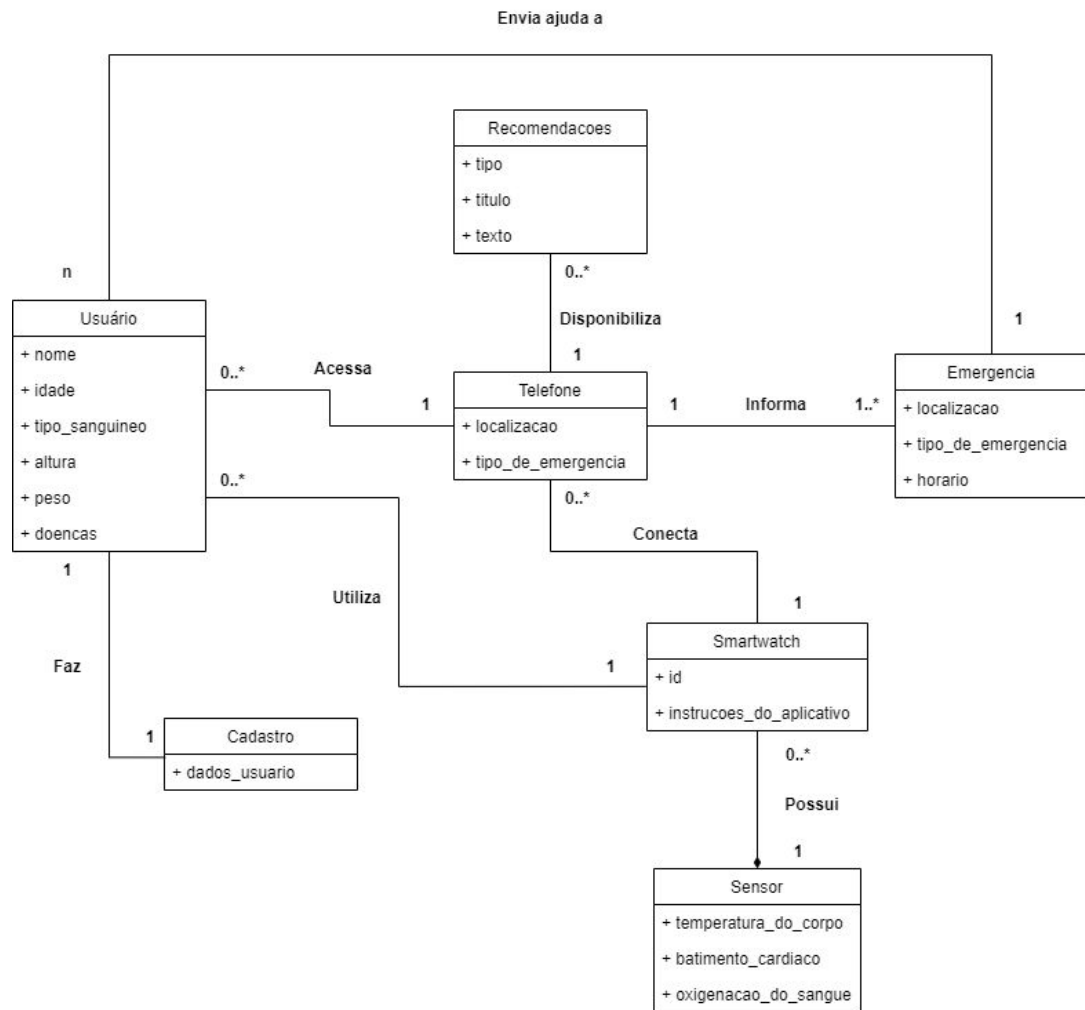 Envia ajuda a
Recomendacoes
+ tipo
+ titulo
+ texto
n
0..*
Usuário
Disponibiliza
1
1
+ nome
+ idade
+ tipo_sanguineo
+ altura
+ peso
+ doencas
0..*
Acessa
1
Telefone
+ localizacao
+ tipo_de_emergencia
1
Informa
1..*
Emergencia
+ localizacao
+ tipo_de_emergencia
+ horario
0..*
0..*
Conecta
1
1
Utiliza
1
Smartwatch
+ id
+ instrucoes_do_aplicativo
Faz
1
Cadastro
+ dados_usuario
0..*
Possui
1
Sensor
+ temperatura_do_corpo
+ batimento_cardiaco
+ oxigenacao_do_sangue